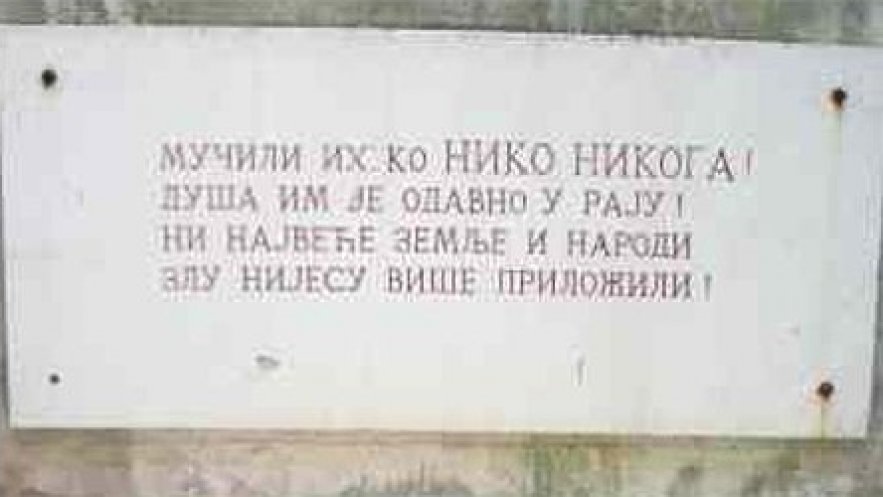 МУЧИЛИ ИХ КО НИКО НИКОГА!
ДУША ИМ ЈЕ ОДАВНО У РАЈУ!
НИ НАЈВЕЋЕ ЗЕМЉЕ И НАРОДИ
ЗЛУ НИЈЕСУ ВИШЕ ПРИЛОЖИЛИ!